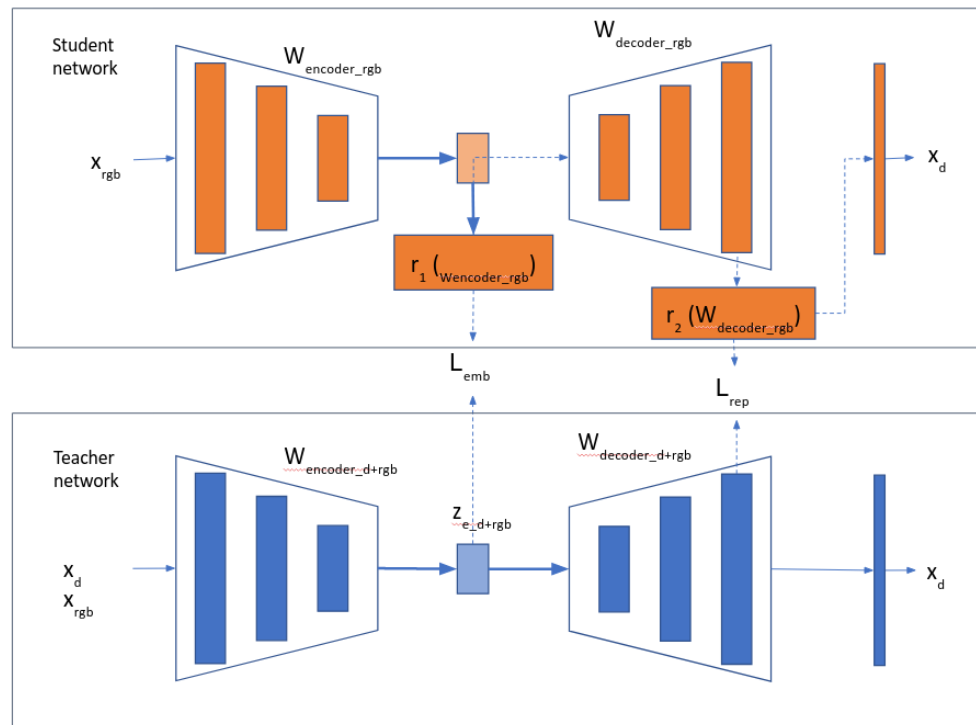 Student
network
W encoder_rgb
W decoder_rgb
x rgb
x d
r 1 ( Wencoder_rgb )
r 2 (W decoder_rgb )
L emb
L rep
Teacher
network
W encoder_d+rgb
W decoder_d+rgb
z e_d+rgb
x d
x rgb
x d